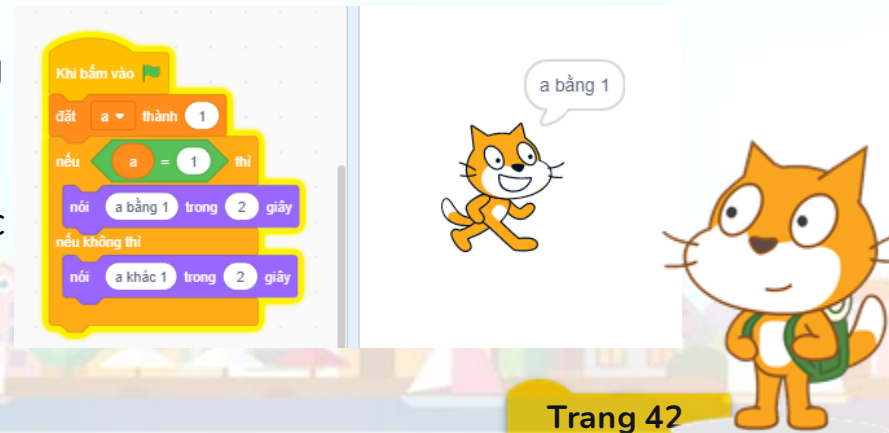 Khi bấm vào
đặt a thành 1
nếu a = 1 thì
nói a bằng 1 trong 2 giây
nếu không thì
nói a khác 1 trong 2 giây
a bằng 1
Trang 42